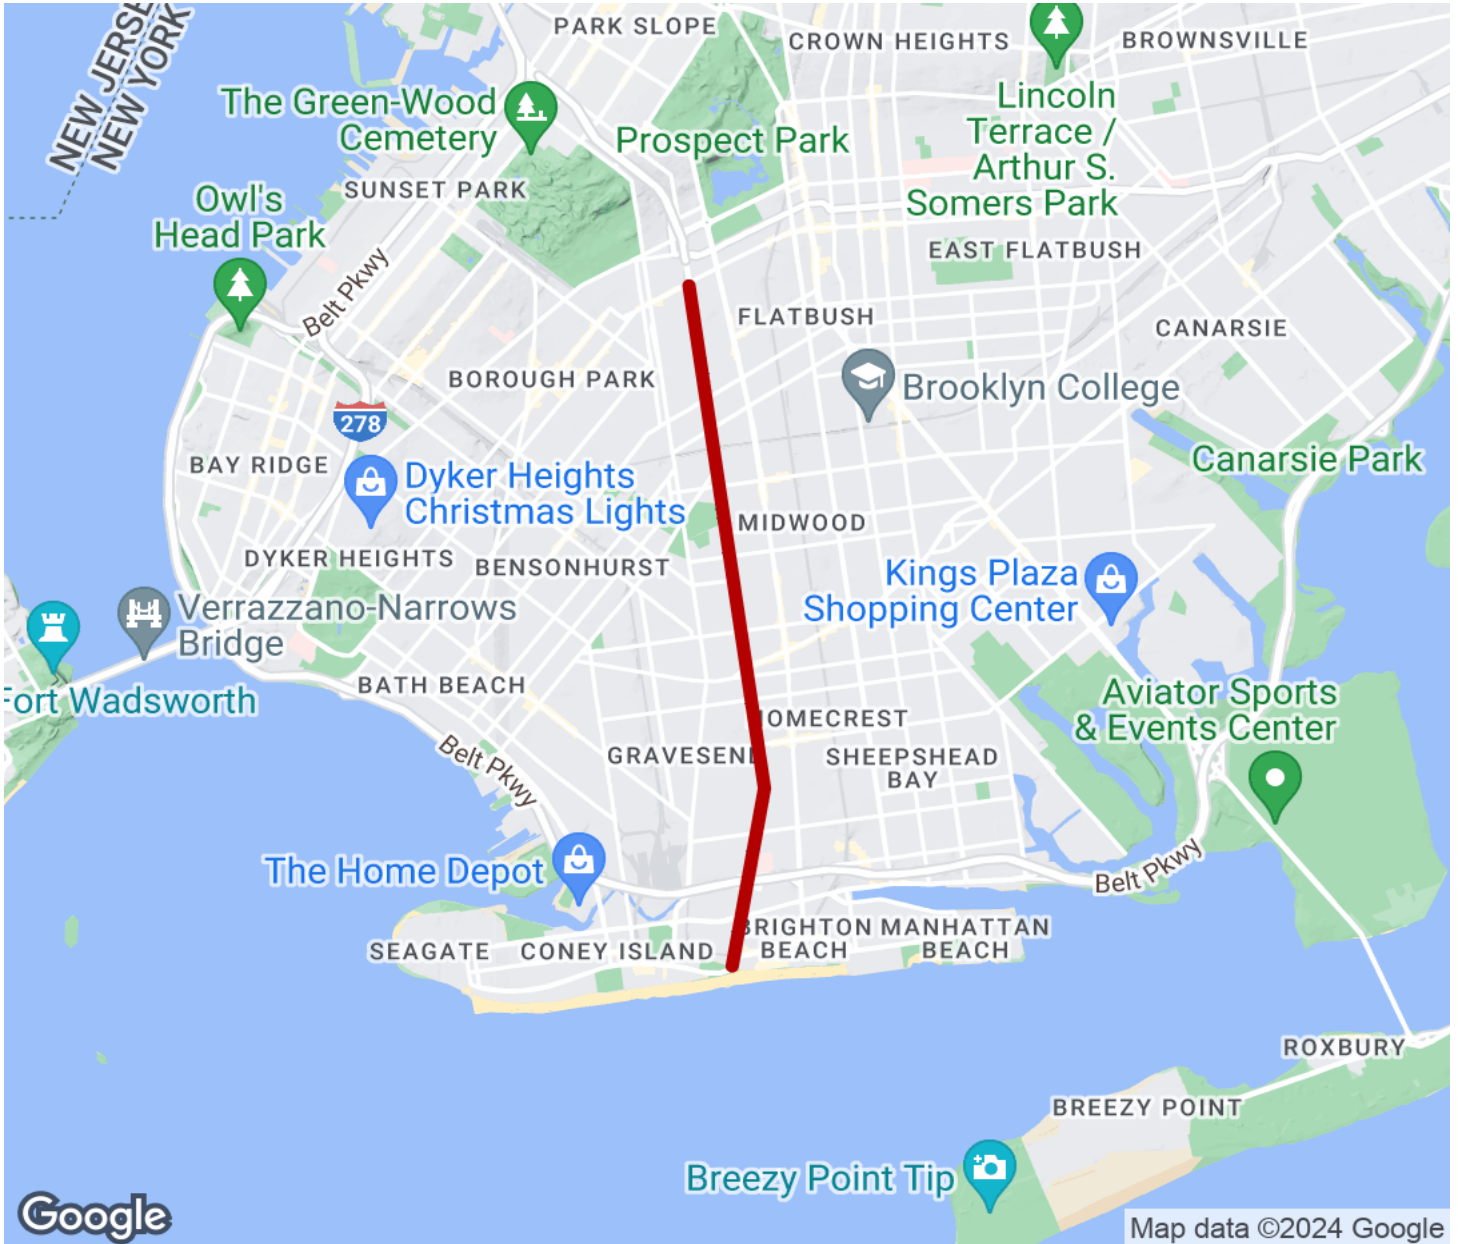 NEW JERSE
NEW YORK
PARK SLOPE
CROWN HEIGHTS
BROWNSVILLE
The Green-Wood
Cemetery
Prospect Park
Lincoln
Terrace /
Arthur S.
Somers Park
SUNSET PARK
Owl's
Head Park
EAST FLATBUSH
Belt Pkwy
FLATBUSH
CANARSIE
BOROUGH PARK
Brooklyn College
278
BAY RIDGE
Canarsie Park
Dyker Heights
Christmas Lights
MIDWOOD
DYKER HEIGHTS
BENSONHURST
Kings Plaza
Shopping Center
Verrazzano-Narrows
Bridge
Fort Wadsworth
BATH BEACH
Aviator Sports
& Events Center
HOMECREST
GRAVESEND
SHEEPSHEAD
BAY
Belt Pkwy
The Home Depot
Belt Pkwy
SEAGATE
CONEY ISLAND
BRIGHTON
BEACH
MANHATTAN
BEACH
ROXBURY
BREEZY POINT
Breezy Point Tip
Google
Map data ©2024 Google